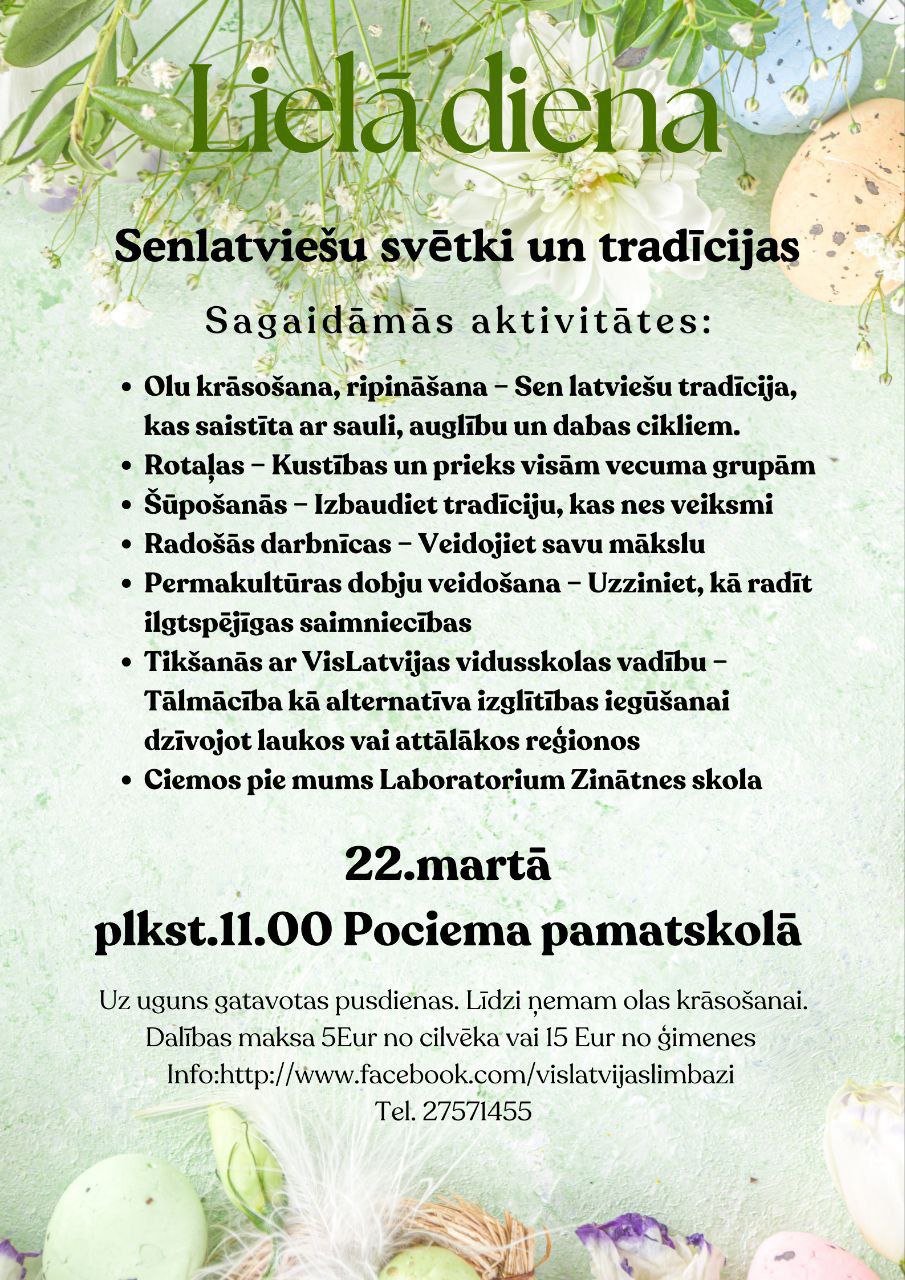 Lielā diena
Senlatviešu svētki un tradīcijas
Sagaidāmās aktivitātes:
• Olu krāsošana, ripināšana – Sen latviešu tradīcija,
kas saistīta ar sauli, auglību un dabas cikliem.
• Rotaļas – Kustības un prieks visām vecuma grupām
• Šūpošanās – Izbaudiet tradīciju, kas nes veiksmi
• Radošās darbnīcas – Veidojiet savu mākslu
• Permakultūras dobju veidošana – Uzziniet, kā radīt
ilgtspējīgas saimniecības
• Tikšanās ar VisLatvijas vidusskolas vadību –
Tālmācība kā alternatīva izglītības iegūšanai
dzīvojot laukos vai attālākos reģionos
• Ciemos pie mums Laboratorium Zinātnes skola
22.martā
plkst.11.00 Pociema pamatskolā
Uz uguns gatavotas pusdienas. Līdzi ņemam olas krāsošanai.
Dalības maksa 5Eur no cilvēka vai 15 Eur no ģimenes
Info:http://www.facebook.com/vislatvijaslimbazi
Tel. 27571455